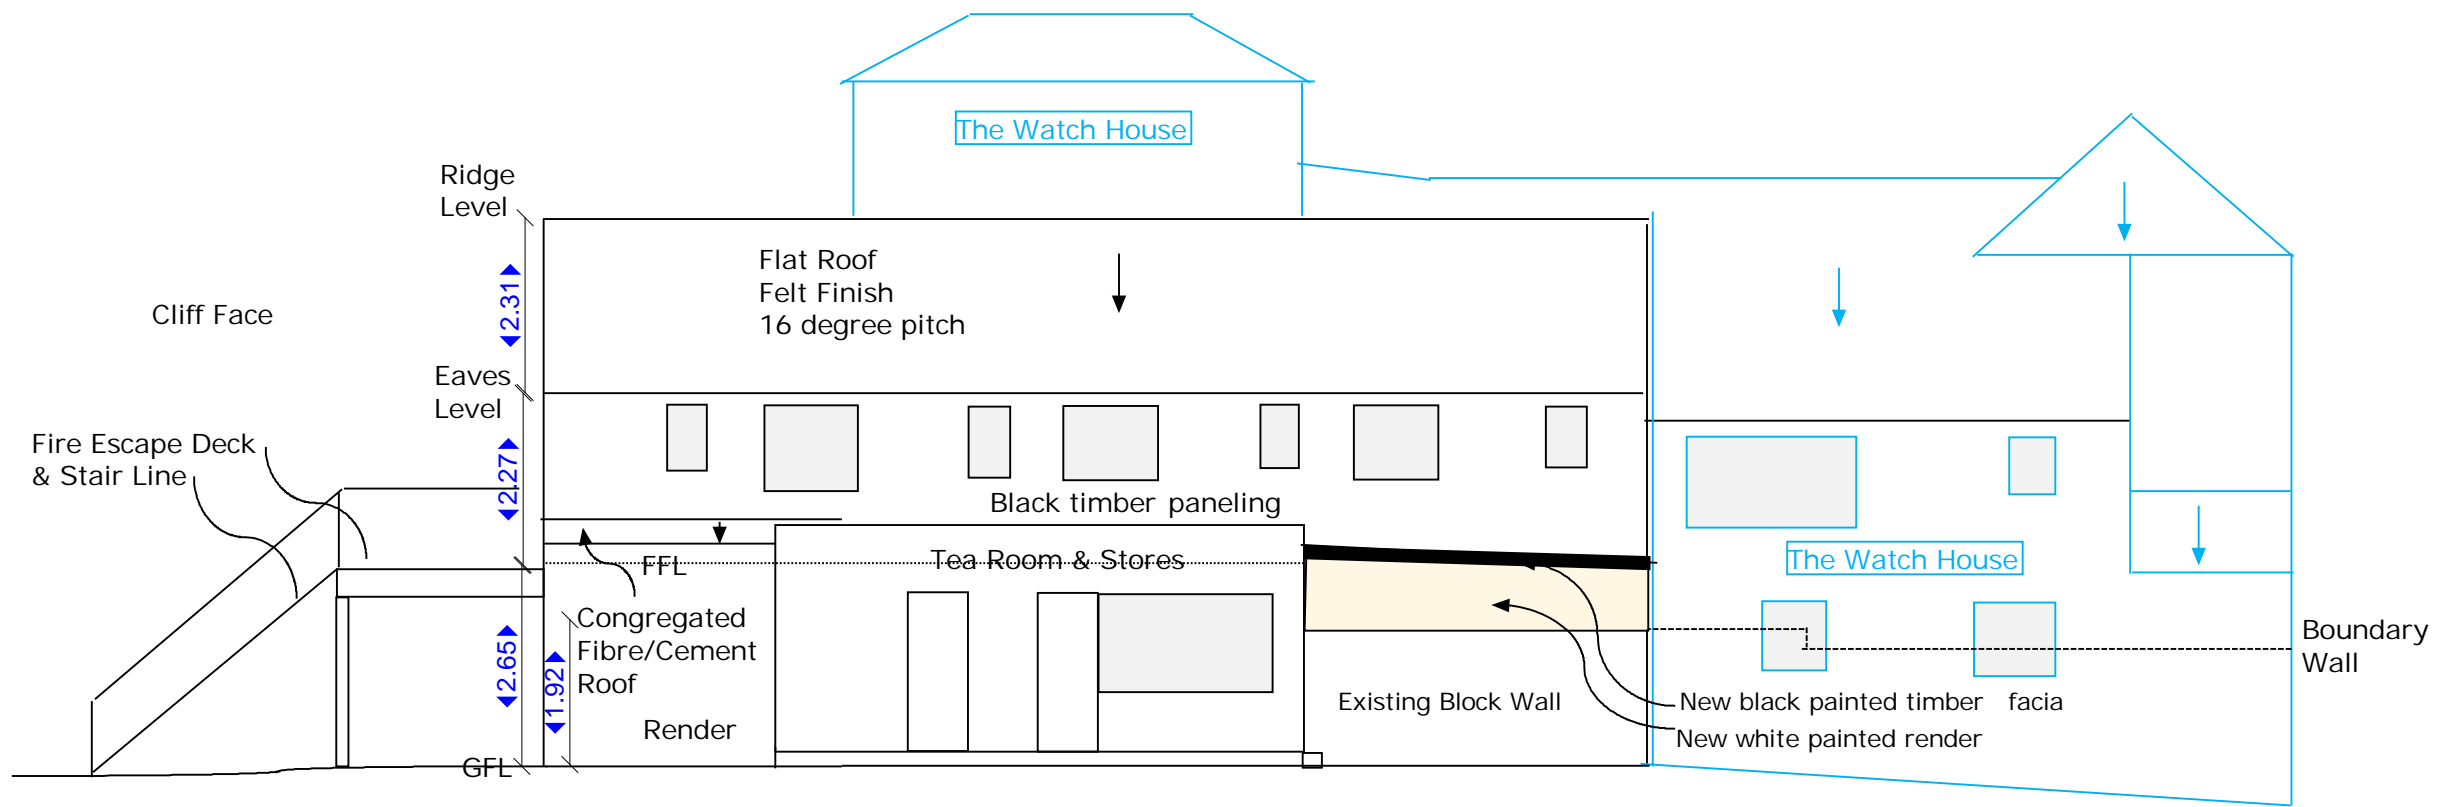 The Watch House
Ridge
Level
Flat Roof
Felt Finish
16 degree pitch
2.31
Cliff Face
Eaves
Level
Fire Escape Deck
& Stair Line
2.27
Black timber paneling
FFL
Tea Room & Stores
The Watch House
Congregated
Fibre/Cement
Roof
2.65
1.92
Boundary
Wall
Existing Block Wall
New black painted timber facia
Render
New white painted render
GFL